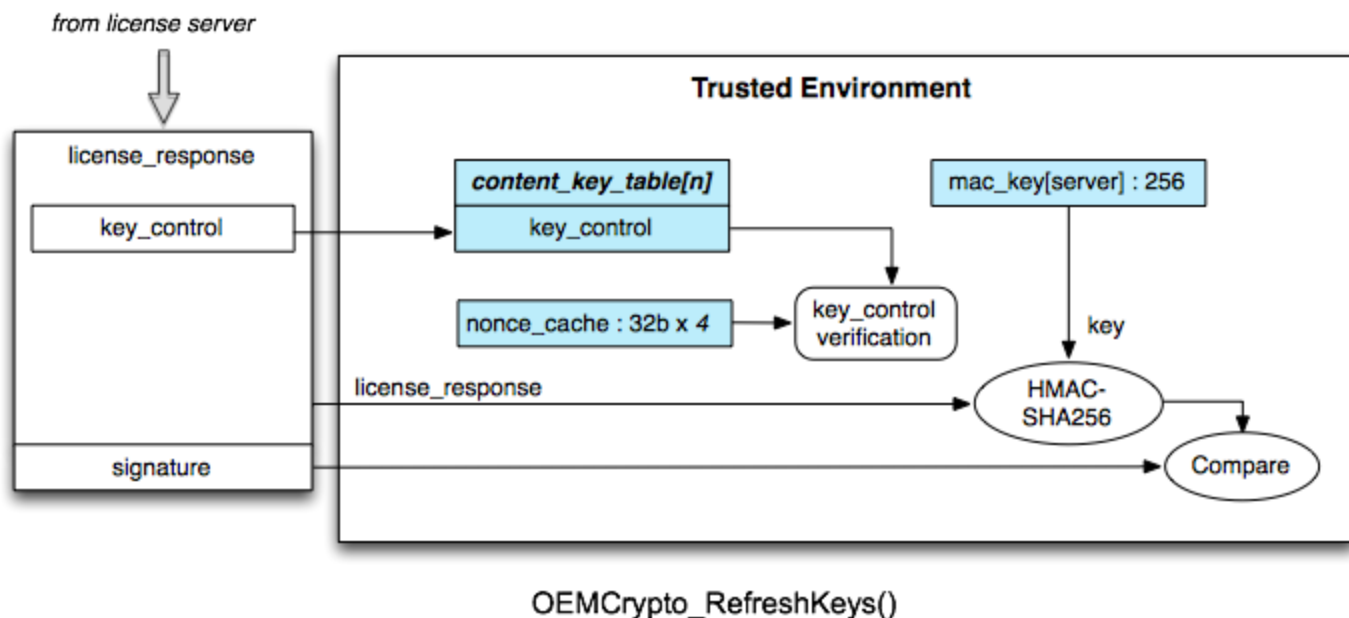 from license server
Trusted Environment
license_response
content_key_table[n]
mac_key[server] : 256
key_control
key_control
nonce_cache : 32b x 4
key_control
verification
key
license_response
HMAC-
SHA256
signature
Compare
OEMCrypto_RefreshKeys()